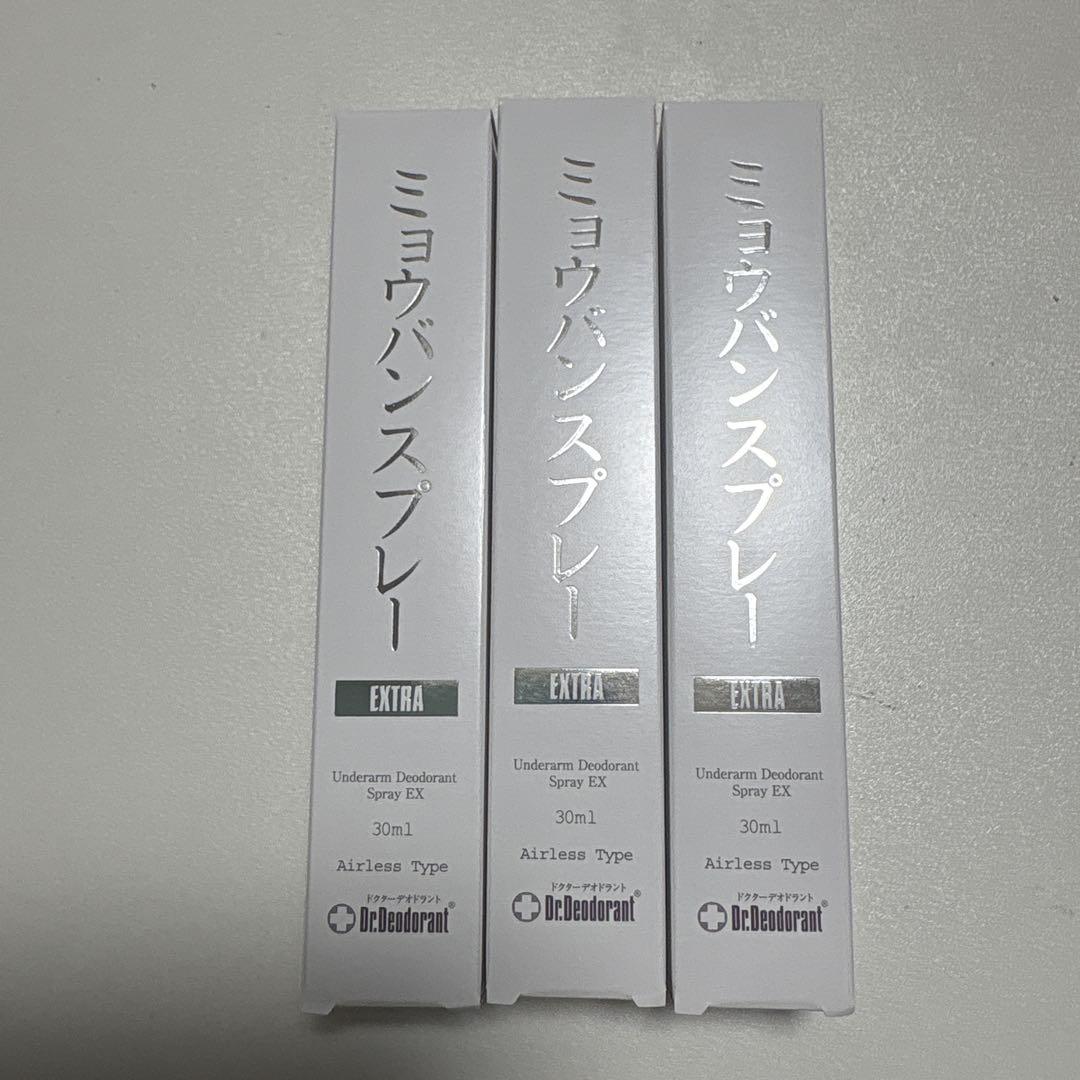 ミョウバンスプレー
EXTRA
Underarm Deodorant
Spray EX
30ml
Airless Type
ドクターデオドラント
Dr.Deodorant®
ミョウバンスプレー
EXTRA
Underarm Deodorant
Spray EX
30ml
Airless Type
ドクターデオドラント
Dr.Deodorant®
ミョウバンスプレー
EXTRA
Underarm Deodorant
Spray EX
30ml
Airless Type
ドクターデオドラント
Dr.Deodorant®